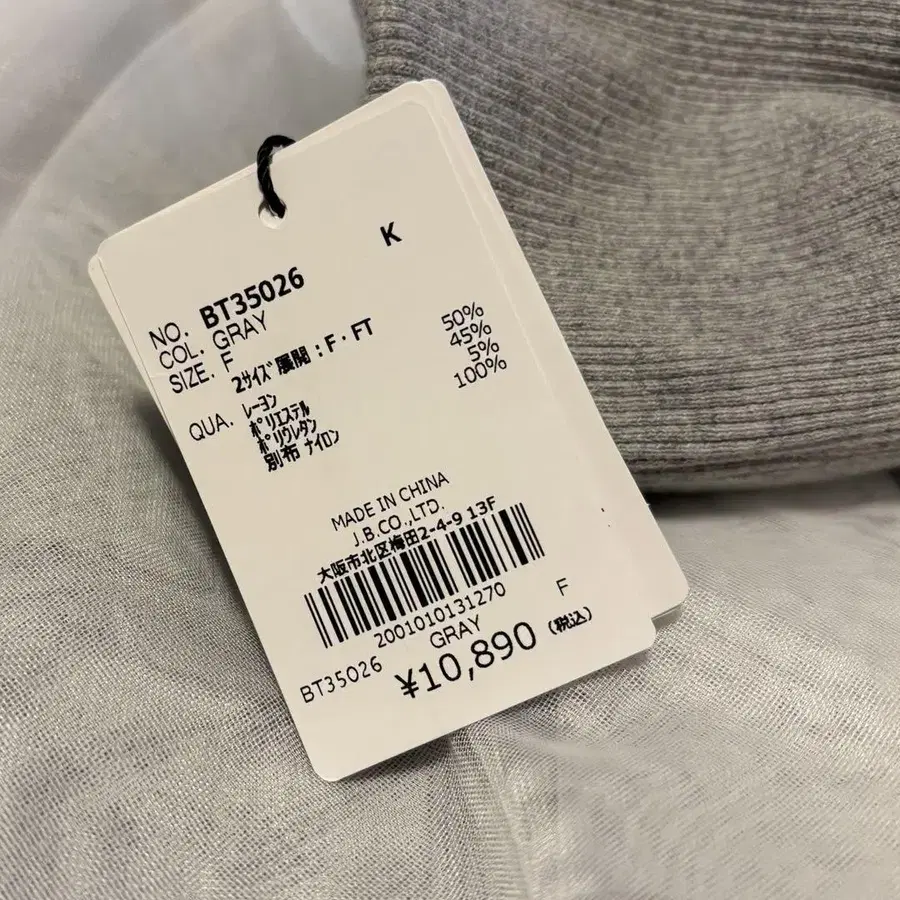 K
NO. BT35026
COL. GRAY
SIZE. F
2サイズ展開：F・FT
QUA. レーヨン 50%
ポリエステル 45%
ポリウレタン 5%
別布 ナイロン 100%
MADE IN CHINA
J.B.CO.,LTD.
大阪市北区梅田2-4-9 13F
2001010131270
BT35026 GRAY F
¥10,890 (税込)